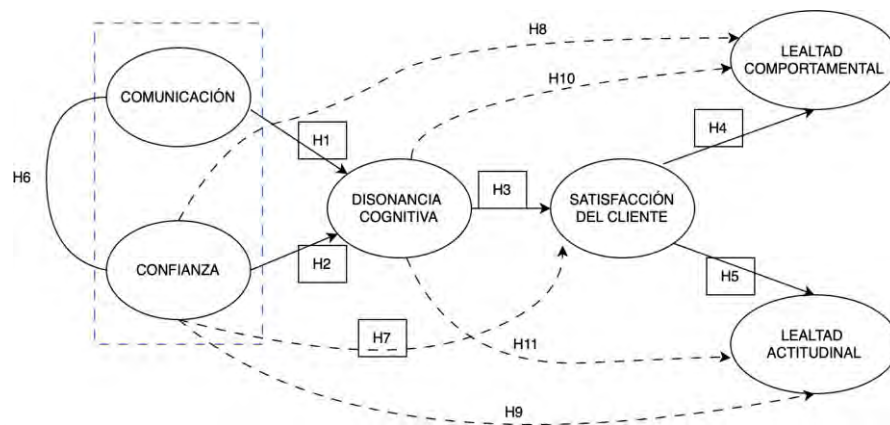 H8
LEALTAD
COMPORTAMENTAL
COMUNICACIÓN
H10
H1
H4
H6
DISONANCIA
COGNITIVA
H3
SATISFACCIÓN
DEL CLIENTE
CONFIANZA
H2
H5
H7
H11
LEALTAD
ACTITUDINAL
H9